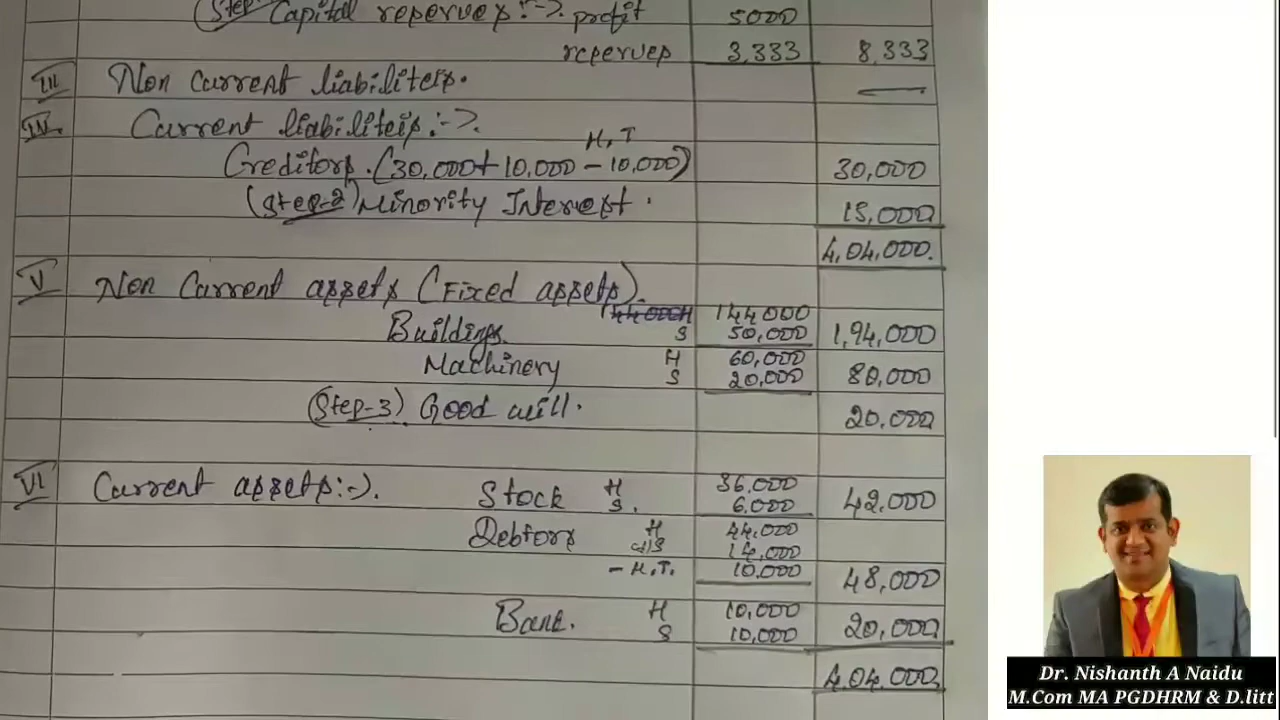 (Step- Capital reserves :-> profit 5000
reserves 3,333 8,333
III Non Current liabilities. —
IV. Current liabilities :->.
H, T
Creditors. (30,000+ 10,000 - 10,000) 30,000
(Step-2) Minority Interest. 15,000
4,04,000.
V Non Current assets (Fixed assets).
144,000
Buildings. S 50,000 1,94,000
Machinery H 60,000
S 20,000 80,000
(Step-3) Good will. 20,000
VI Current assets :->. Stock H 36,000
S. 6,000 42,000
Debtors H 44,000
S 14,000
- H.T. 10,000 48,000
Bank. H 10,000
S 10,000 20,000
4,04,000
Dr. Nishanth A Naidu
M.Com MA PGDHRM & D.litt